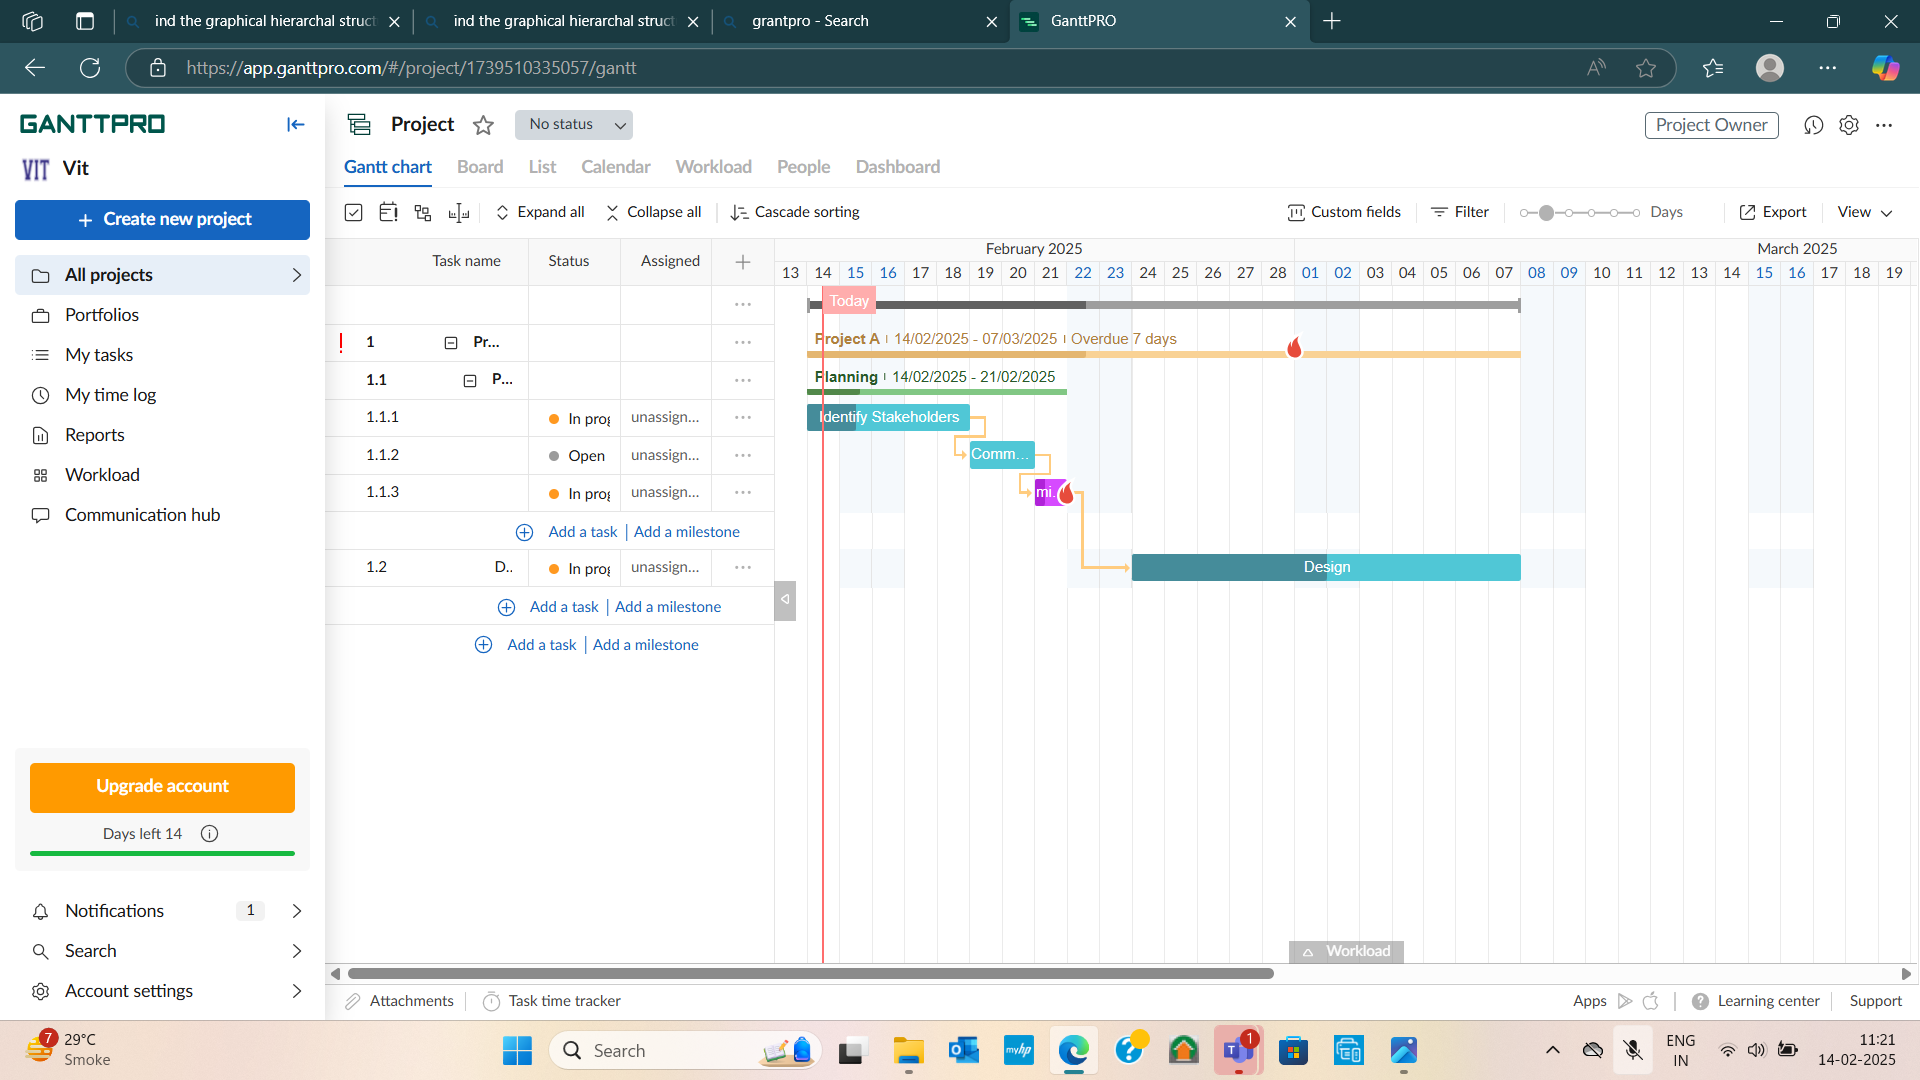 ind the graphical hierarchal struct
ind the graphical hierarchal struct
grantpro - Search
GanttPRO
https://app.ganttpro.com/#/project/1739510335057/gantt
GANTTPRO
VIT Vit
Create new project
All projects
Portfolios
My tasks
My time log
Reports
Workload
Communication hub
Upgrade account
Days left 14
Notifications 1
Search
Account settings
Project
No status
Project Owner
Gantt chart Board List Calendar Workload People Dashboard
Expand all Collapse all Cascade sorting
Custom fields Filter Days Export View
Task name Status Assigned
February 2025 March 2025
13 14 15 16 17 18 19 20 21 22 23 24 25 26 27 28 01 02 03 04 05 06 07 08 09 10 11 12 13 14 15 16 17 18 19
Today
1 Pr...
Project A 14/02/2025 - 07/03/2025 Overdue 7 days
1.1 P...
Planning 14/02/2025 - 21/02/2025
1.1.1 In prog unassign...
Identify Stakeholders
1.1.2 Open unassign...
Comm...
1.1.3 In prog unassign...
mi.
Add a task Add a milestone
1.2 D.. In prog unassign...
Design
Add a task Add a milestone
Add a task Add a milestone
Workload
Attachments Task time tracker
Apps Learning center Support
7
29°C
Smoke
Search
myhp
1
ENG
IN
11:21
14-02-2025